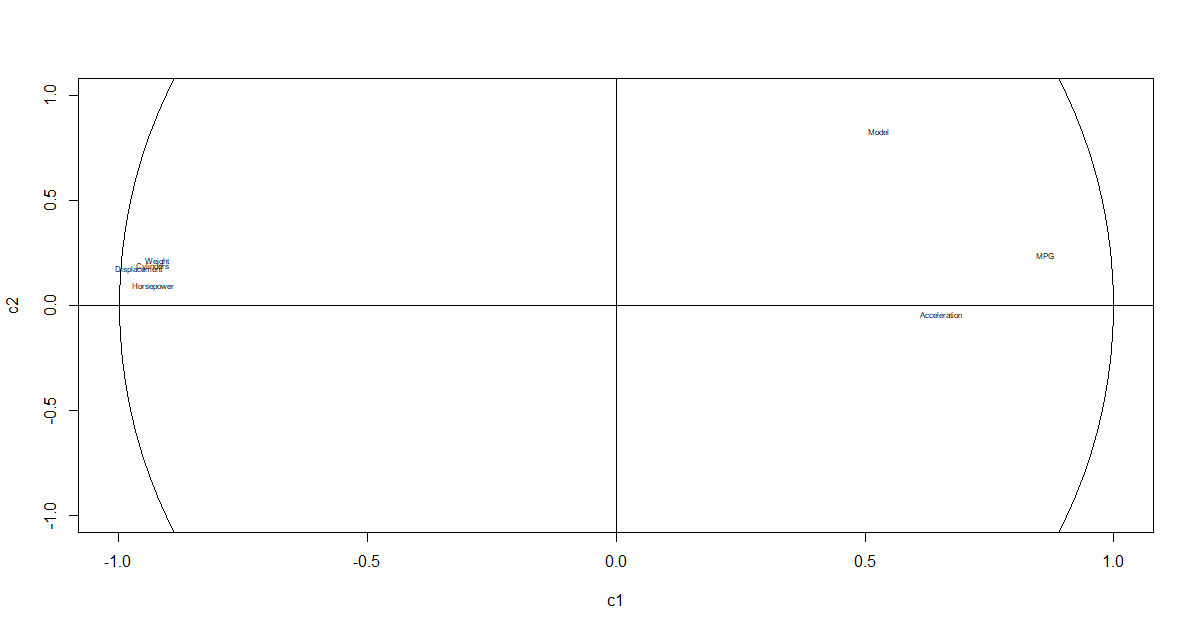 1.0
0.5
0.0
-0.5
-1.0
c2
Model
MPG
Weight
Cylinders
Displacement
Horsepower
Acceleration
-1.0 -0.5 0.0 0.5 1.0
c1